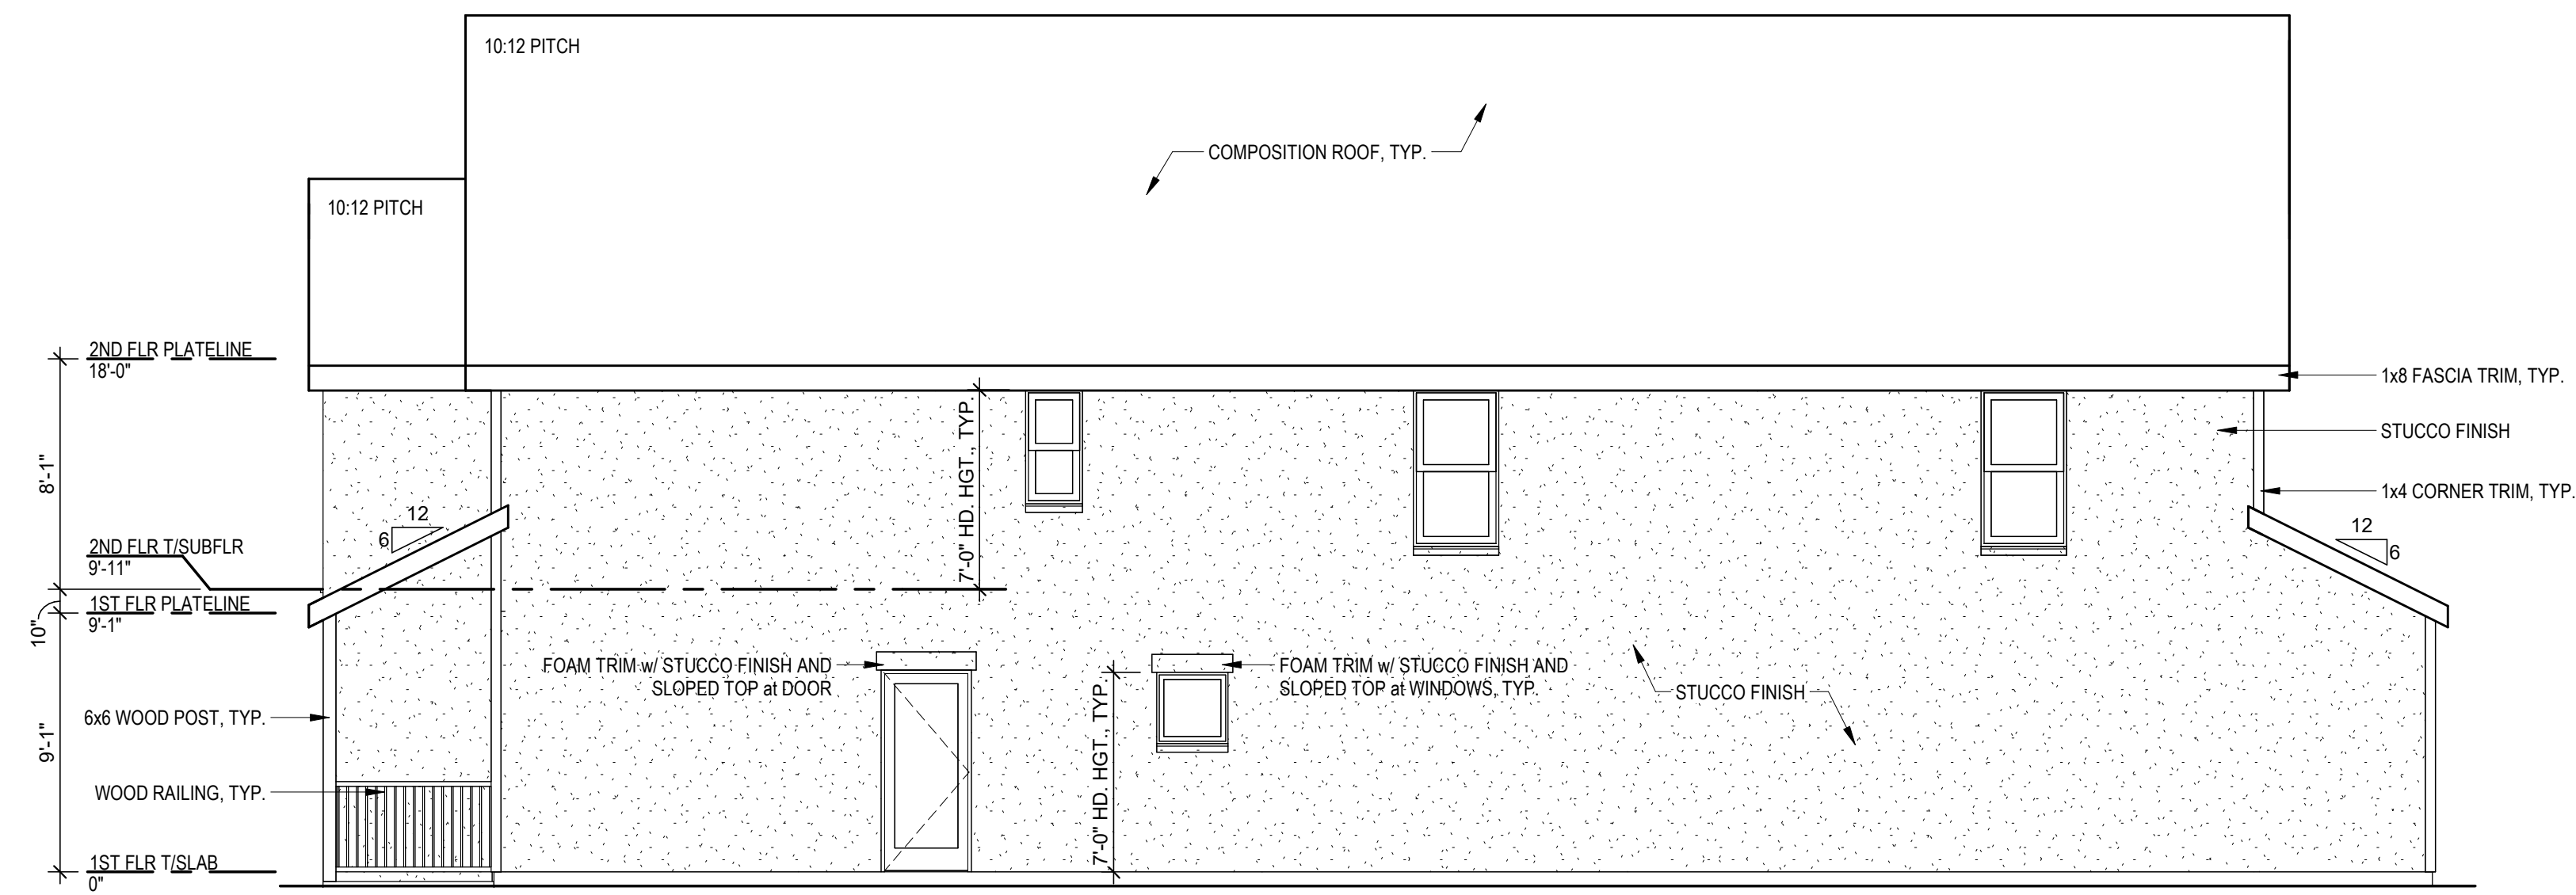 10:12 PITCH
COMPOSITION ROOF, TYP.
10:12 PITCH
2ND FLR PLATELINE
18'-0"
1x8 FASCIA TRIM, TYP.
STUCCO FINISH
8'-1"
7'-0" HD. HGT., TYP.
1x4 CORNER TRIM, TYP.
12
6
12
6
2ND FLR T/SUBFLR
9'-11"
1ST FLR PLATELINE
9'-1"
10"
FOAM TRIM w/ STUCCO FINISH AND
SLOPED TOP at DOOR
FOAM TRIM w/ STUCCO FINISH AND
SLOPED TOP at WINDOWS, TYP.
STUCCO FINISH
7'-0" HD. HGT., TYP.
6x6 WOOD POST, TYP.
9'-1"
WOOD RAILING, TYP.
1ST FLR T/SLAB
0"